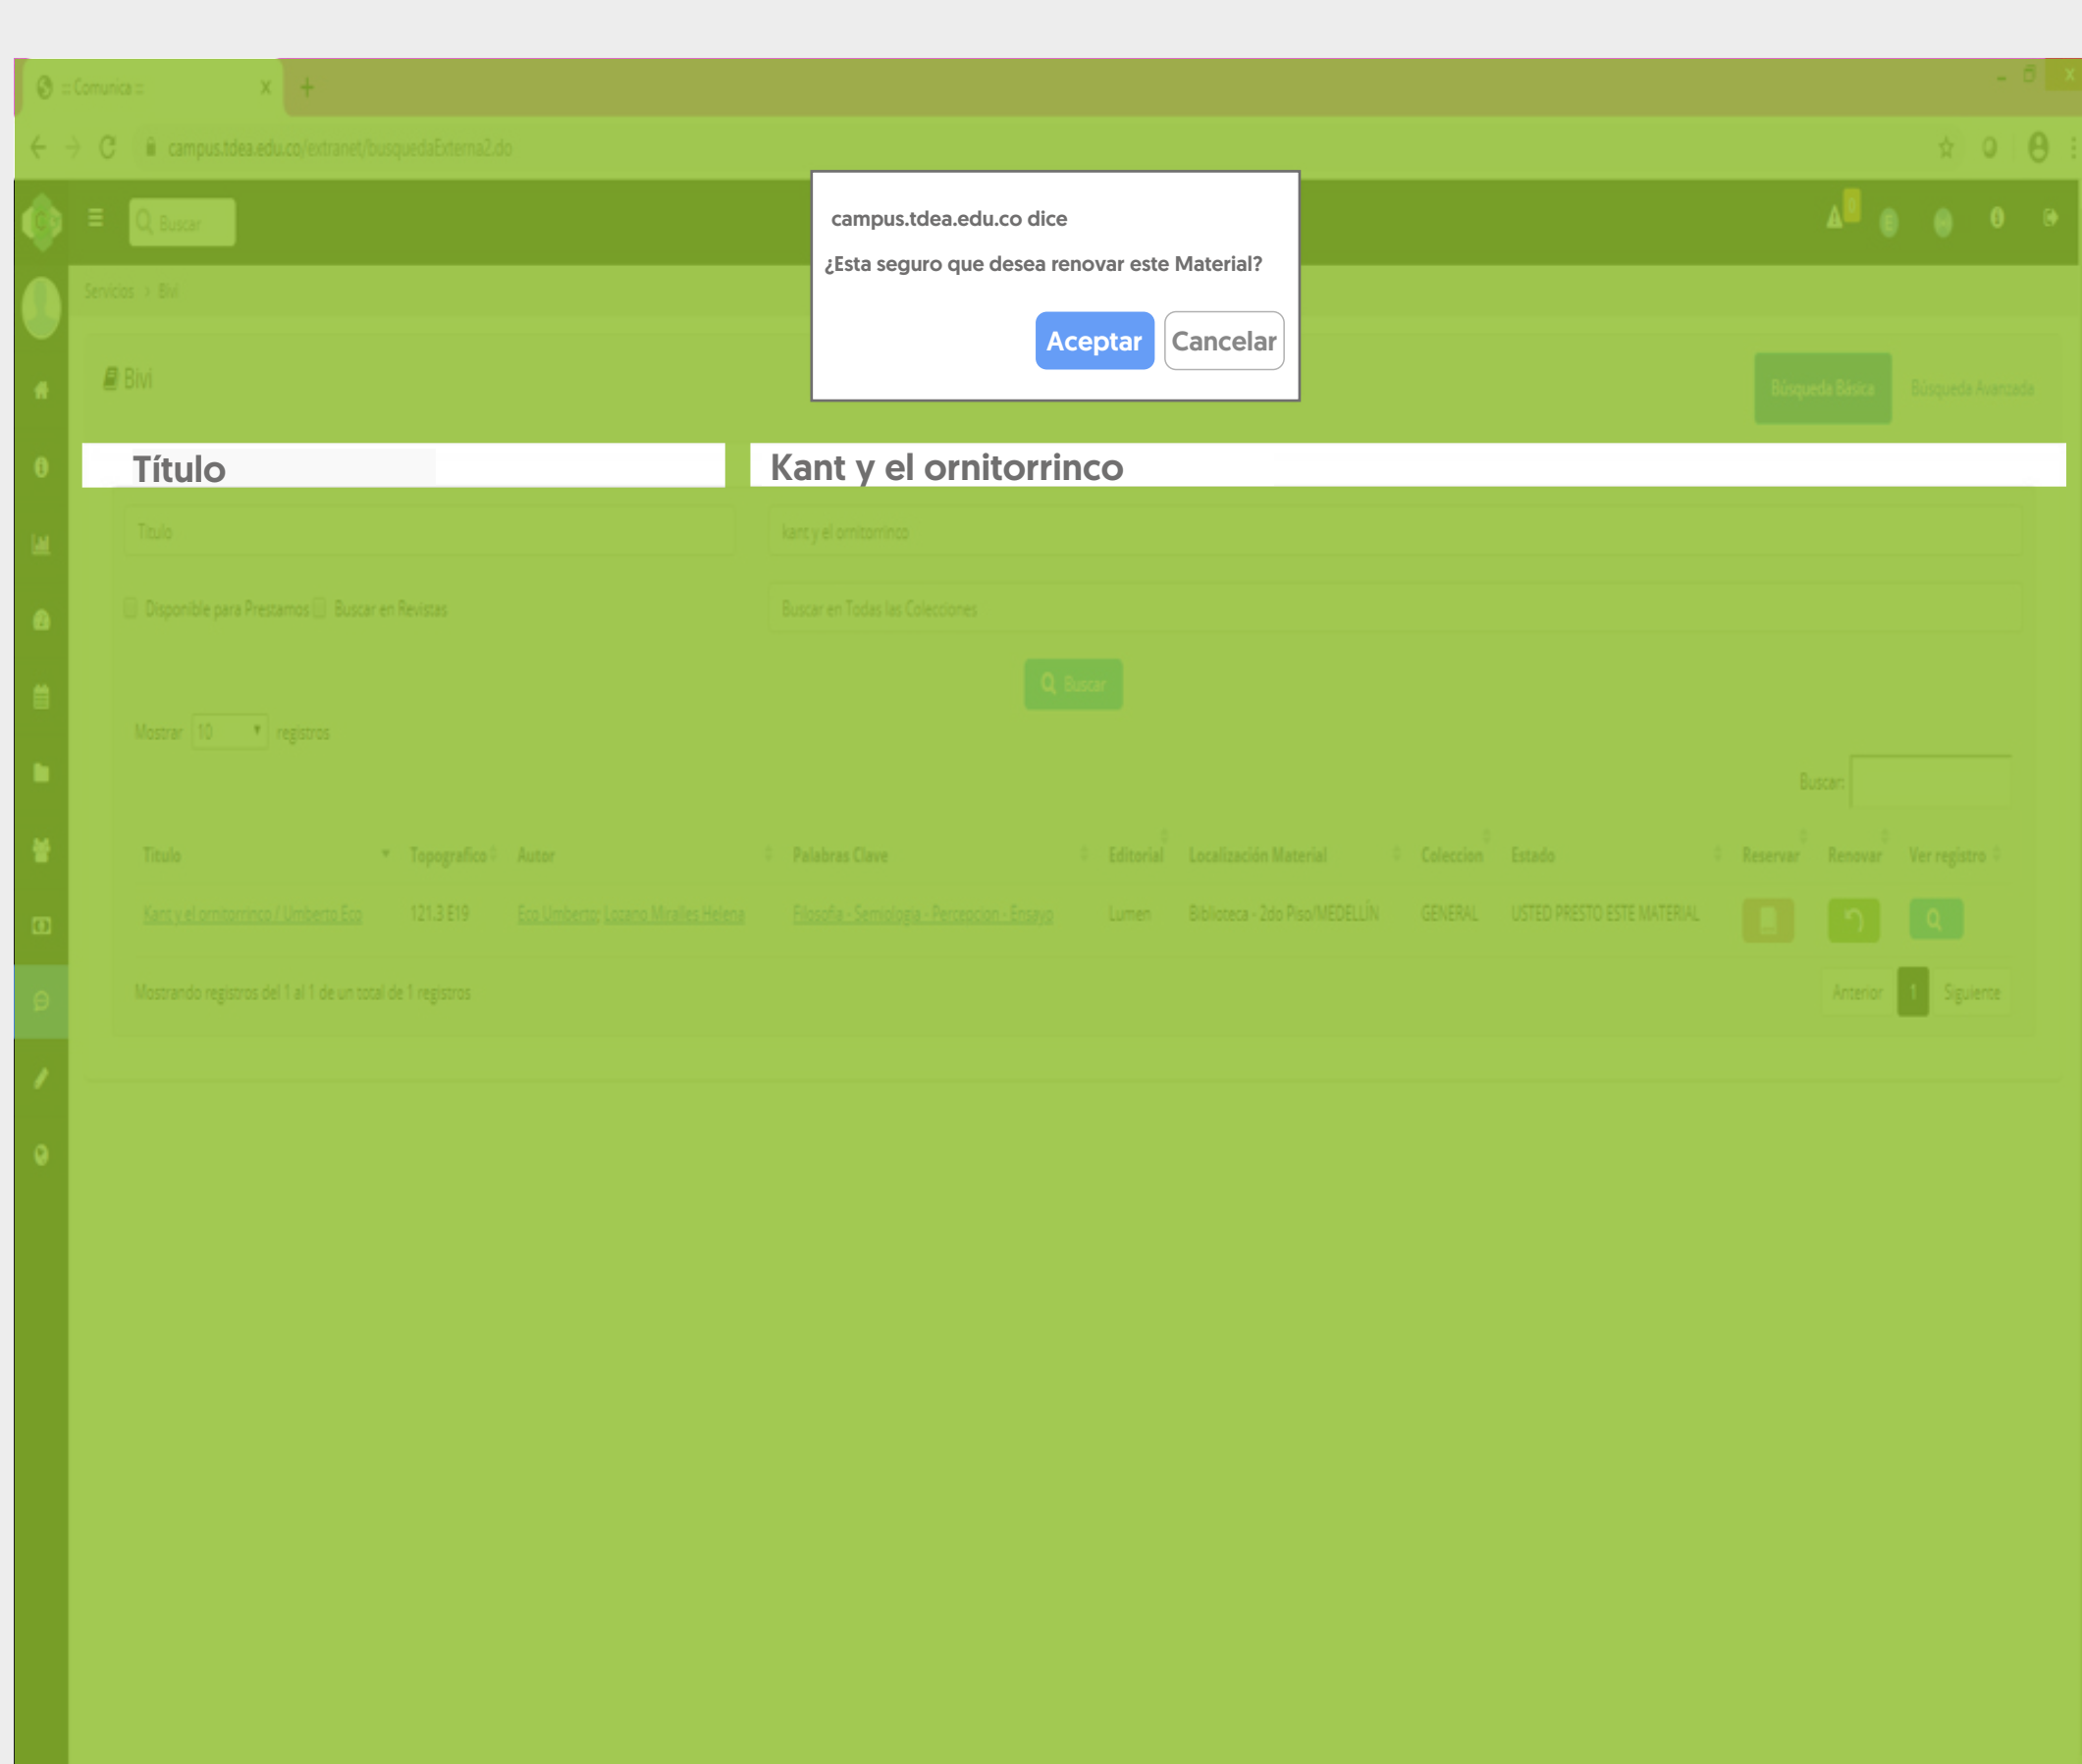 ::: Comunica :::
campus.tdea.edu.co/extranet/busquedaExterna2.do
Buscar
campus.tdea.edu.co dice
¿Esta seguro que desea renovar este Material?
Aceptar Cancelar
Servicios > Bivi
Bivi
Búsqueda Básica Búsqueda Avanzada
Título Kant y el ornitorrinco
Titulo kant y el ornitorrinco
Disponible para Prestamos Buscar en Revistas Buscar en Todas las Colecciones
Buscar
Mostrar 10 registros
Buscar:
Titulo Topografico Autor Palabras Clave Editorial Localización Material Coleccion Estado Reservar Renovar Ver registro
Kant y el ornitorrinco / Umberto Eco 121.3 E19 Eco Umberto; Lozano Miralles Helena Filosofia - Semiologia - Percepcion - Ensayo Lumen Biblioteca - 2do Piso/MEDELLÍN GENERAL USTED PRESTO ESTE MATERIAL
Mostrando registros del 1 al 1 de un total de 1 registros Anterior 1 Siguiente